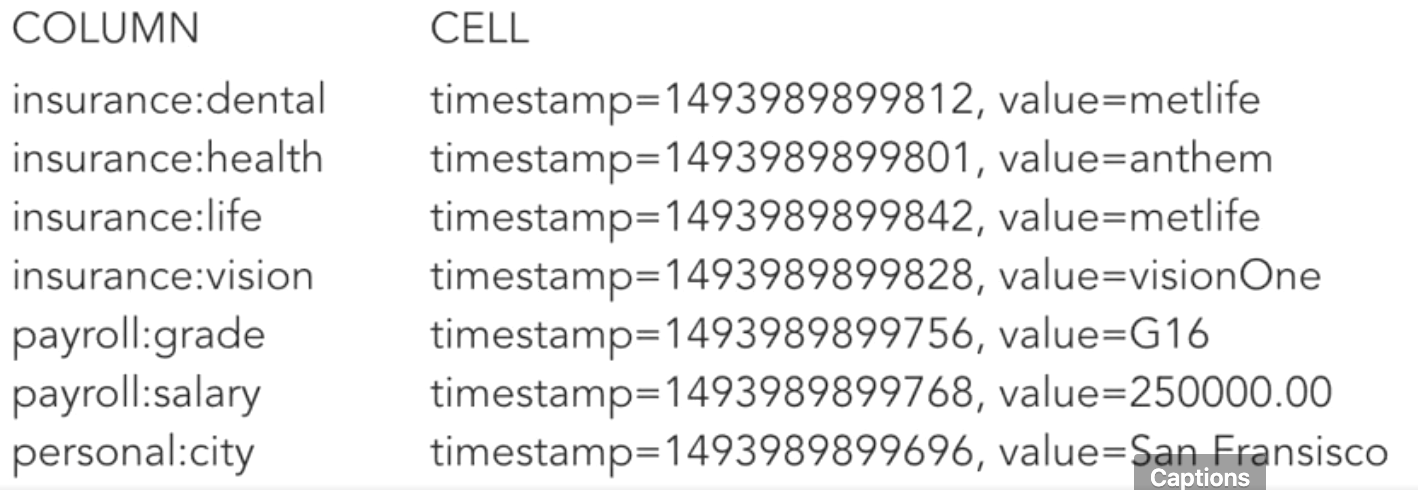 COLUMN CELL
insurance:dental timestamp=1493989899812, value=metlife
insurance:health timestamp=1493989899801, value=anthem
insurance:life timestamp=1493989899842, value=metlife
insurance:vision timestamp=1493989899828, value=visionOne
payroll:grade timestamp=1493989899756, value=G16
payroll:salary timestamp=1493989899768, value=250000.00
personal:city timestamp=1493989899696, value=San Fransisco
Captions